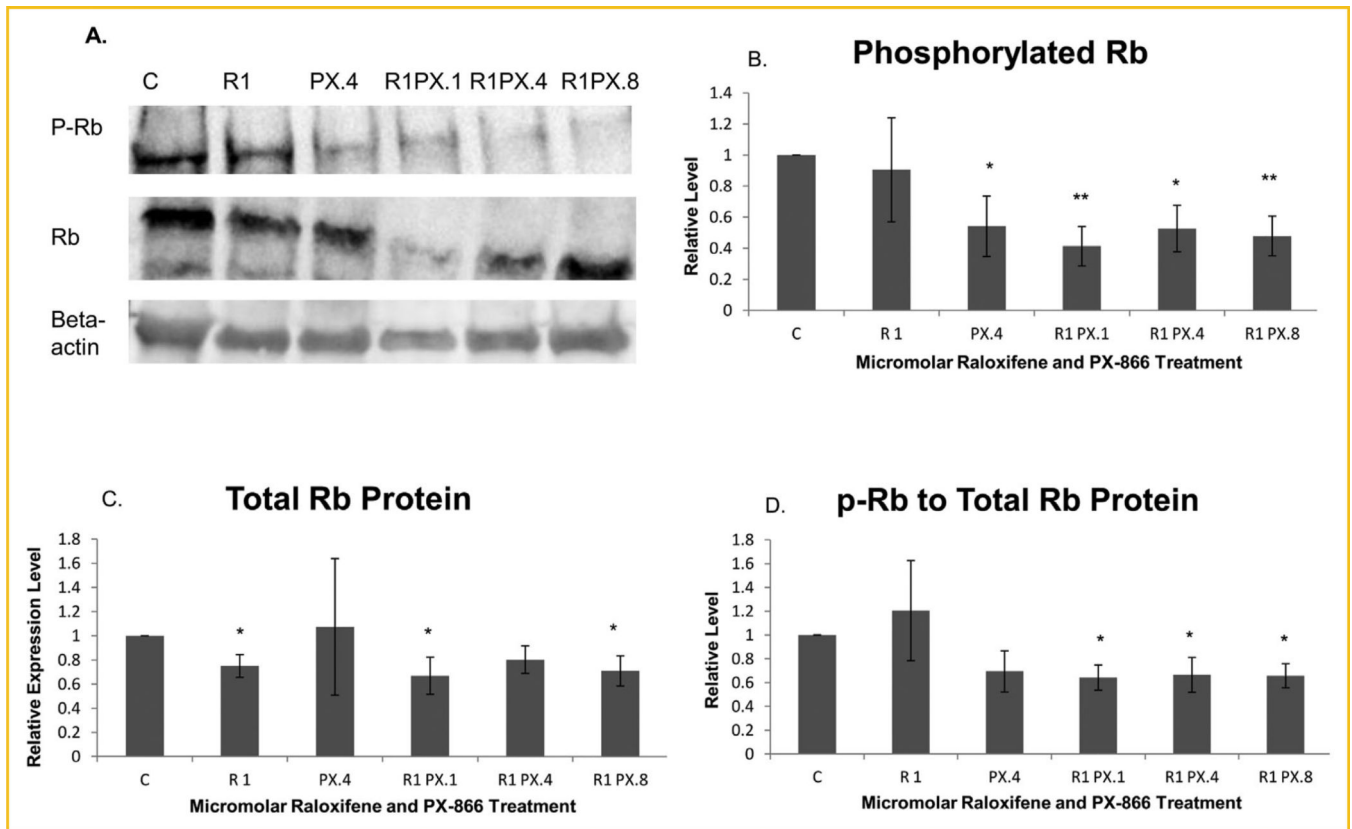 A.
C R1 PX.4 R1PX.1 R1PX.4 R1PX.8
P-Rb
Rb
Beta-
actin
B.
Phosphorylated Rb
Relative Level
1.4
1.2
1
0.8
0.6
0.4
0.2
0
* ** * **
C R 1 PX.4 R1 PX.1 R1 PX.4 R1 PX.8
Micromolar Raloxifene and PX-866 Treatment
C.
Total Rb Protein
Relative Expression Level
1.8
1.6
1.4
1.2
1
0.8
0.6
0.4
0.2
0
* * *
C R 1 PX.4 R1 PX.1 R1 PX.4 R1 PX.8
Micromolar Raloxifene and PX-866 Treatment
D.
p-Rb to Total Rb Protein
Relative Level
1.8
1.6
1.4
1.2
1
0.8
0.6
0.4
0.2
0
* * *
C R 1 PX.4 R1 PX.1 R1 PX.4 R1 PX.8
Micromolar Raloxifene and PX-866 Treatment